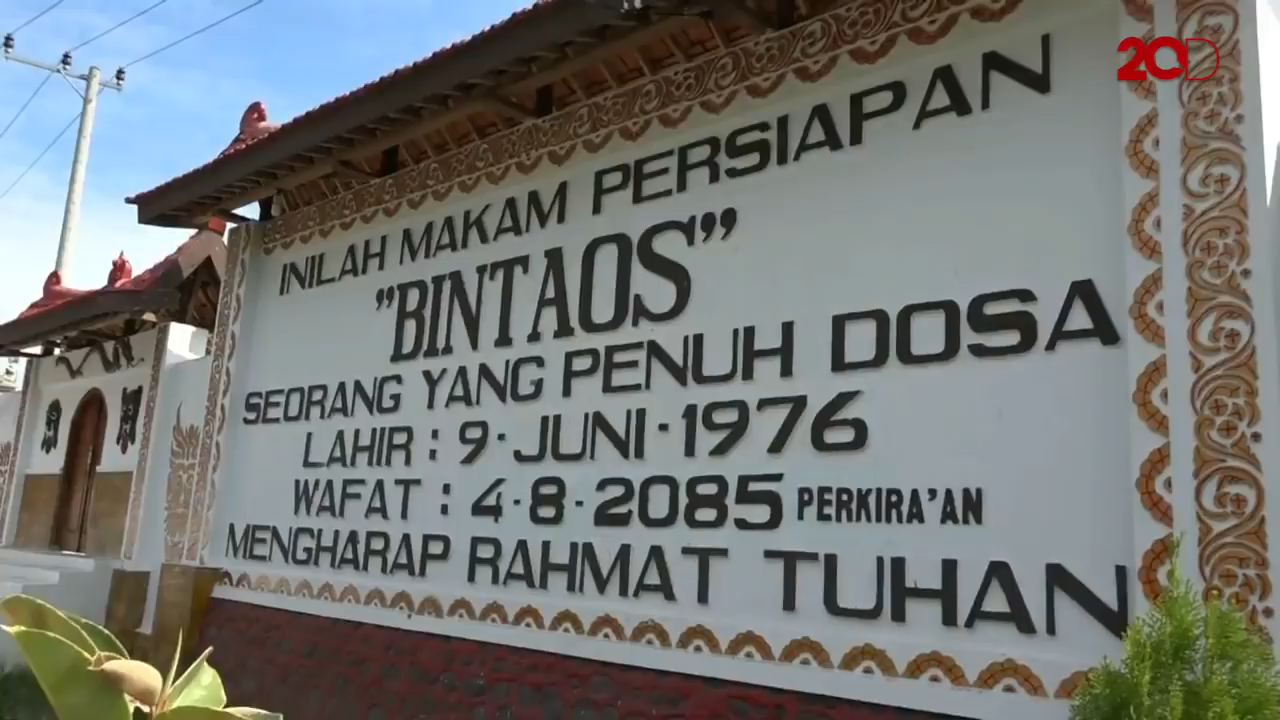 20D
INILAH MAKAM PERSIAPAN
"BINTAOS"
SEORANG YANG PENUH DOSA
LAHIR : 9 - JUNI - 1976
WAFAT : 4 - 8 - 2085 PERKIRA'AN
MENGHARAP RAHMAT TUHAN